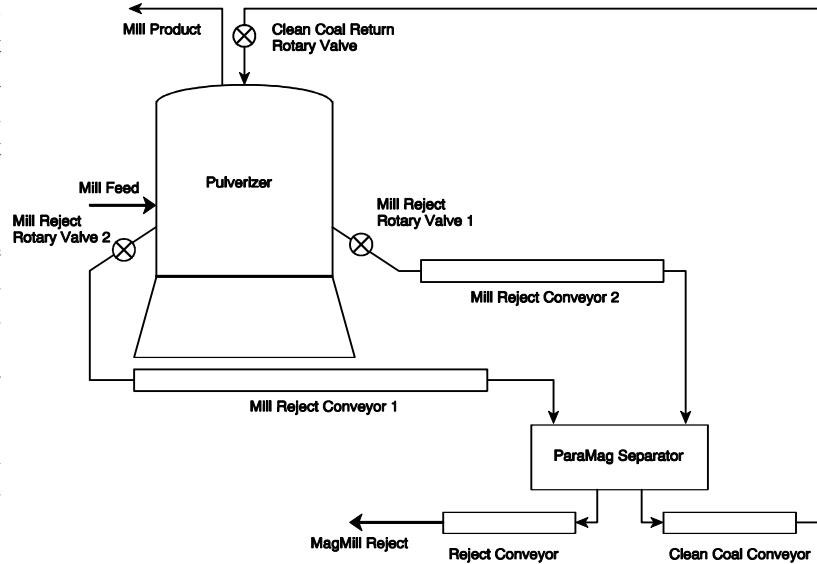 Mill Product
Clean Coal Return
Rotary Valve
Pulverizer
Mill Feed
Mill Reject
Rotary Valve 1
Mill Reject
Rotary Valve 2
Mill Reject Conveyor 2
Mill Reject Conveyor 1
ParaMag Separator
MagMill Reject
Reject Conveyor
Clean Coal Conveyor